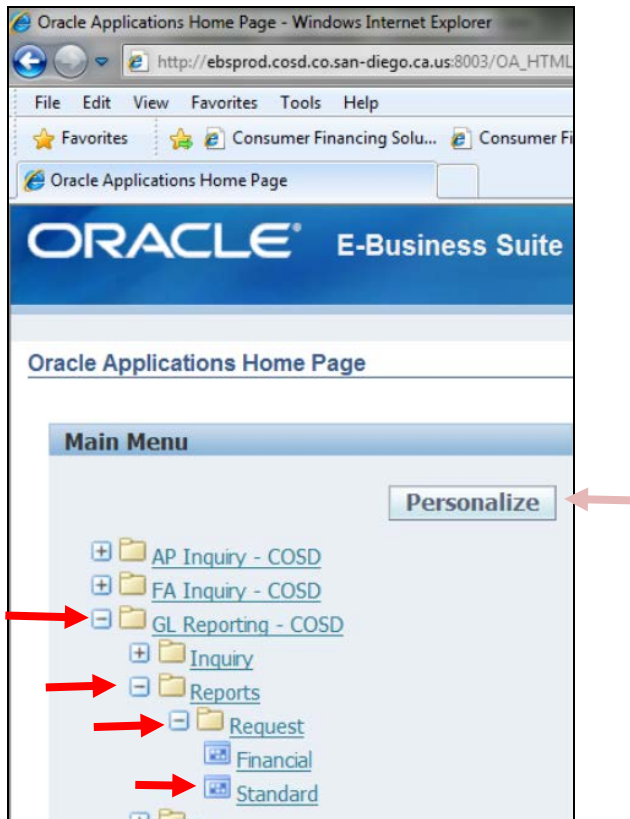 Oracle Applications Home Page - Windows Internet Explorer
http://ebsprod.cosd.co.san-diego.ca.us:8003/OA_HTML
File Edit View Favorites Tools Help
Favorites Consumer Financing Solu... Consumer Fi
Oracle Applications Home Page
ORACLE® E-Business Suite
Oracle Applications Home Page
Main Menu
Personalize
AP Inquiry - COSD
FA Inquiry - COSD
GL Reporting - COSD
Inquiry
Reports
Request
Financial
Standard